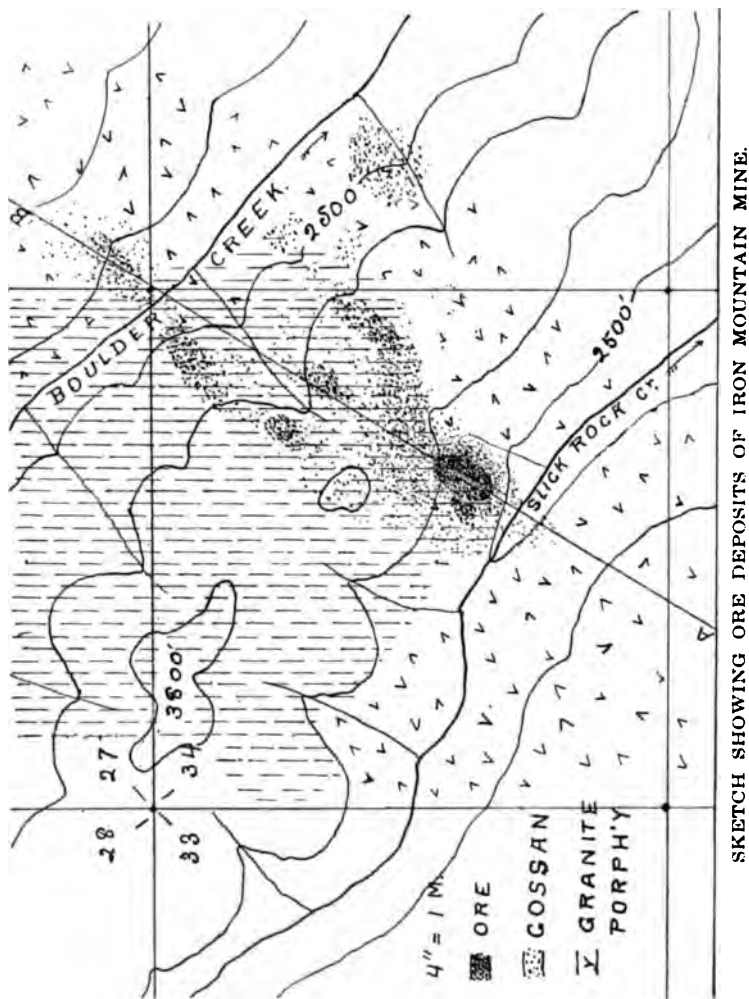 B
BOULDER CREEK.
2500
28 27
33 34
3800'
2500'
SLICK ROCK Cr.
A
4" = 1 M.
ORE
GOSSAN
GRANITE
PORPH'Y
SKETCH SHOWING ORE DEPOSITS OF IRON MOUNTAIN MINE.